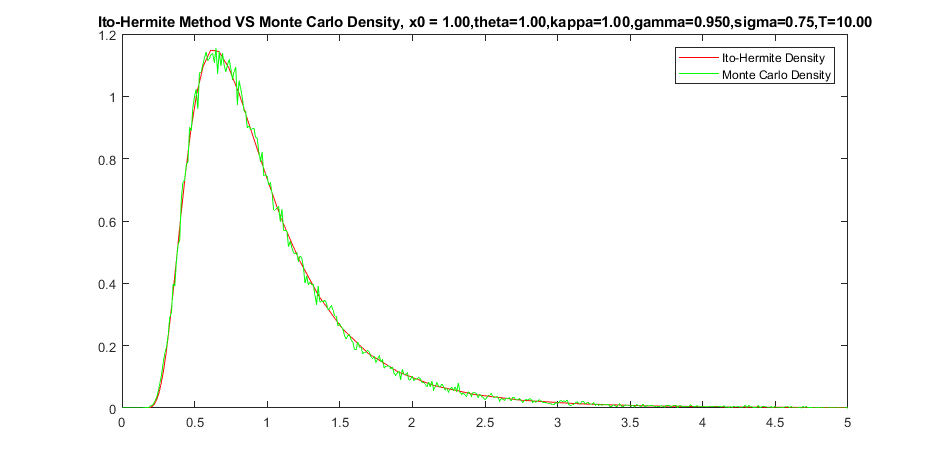 Ito-Hermite Method VS Monte Carlo Density, x0 = 1.00,theta=1.00,kappa=1.00,gamma=0.950,sigma=0.75,T=10.00
Ito-Hermite Density
Monte Carlo Density
1.2
1
0.8
0.6
0.4
0.2
0
0 0.5 1 1.5 2 2.5 3 3.5 4 4.5 5